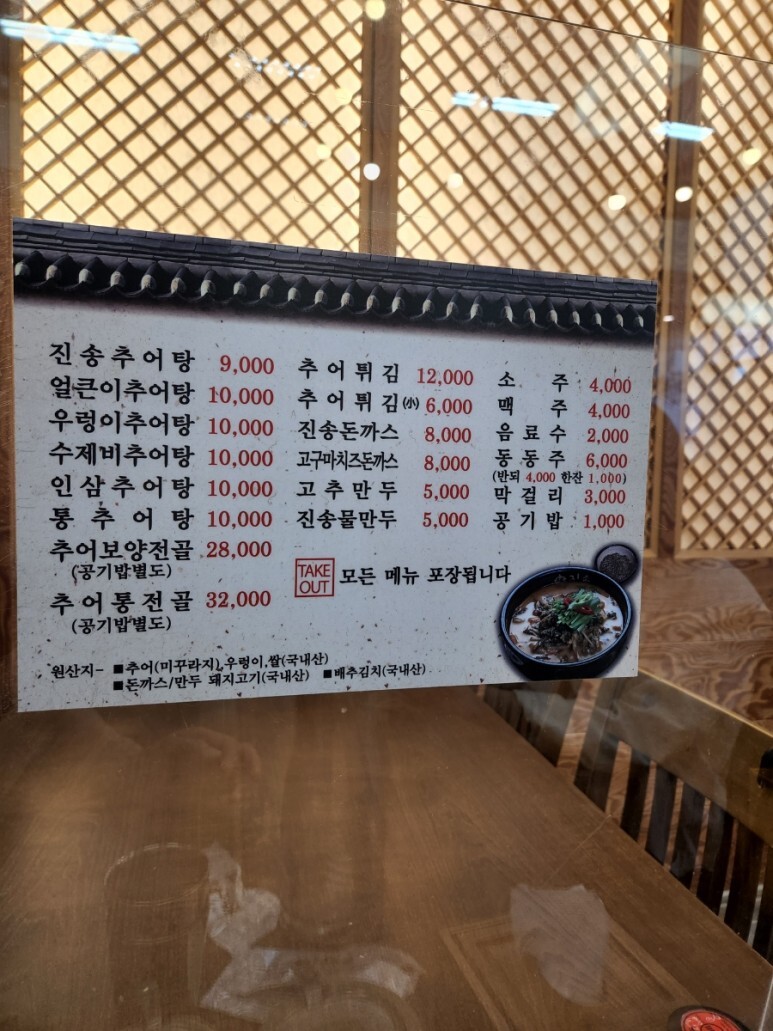 진송추어탕 9,000
얼큰이추어탕 10,000
우렁이추어탕 10,000
수제비추어탕 10,000
인삼추어탕 10,000
통추어탕 10,000
추어보양전골 28,000
(공기밥별도)
추어통전골 32,000
(공기밥별도)
추어튀김 12,000
추어튀김(小) 6,000
진송돈까스 8,000
고구마치즈돈까스 8,000
고추만두 5,000
진송물만두 5,000
소주 4,000
맥주 4,000
음료수 2,000
동동주 6,000
(반되 4,000 한잔 1,000)
막걸리 3,000
공기밥 1,000
TAKE
OUT
모든 메뉴 포장됩니다
원산지- ■추어(미꾸라지),우렁이,쌀(국내산)
■돈까스/만두 돼지고기(국내산) ■배추김치(국내산)